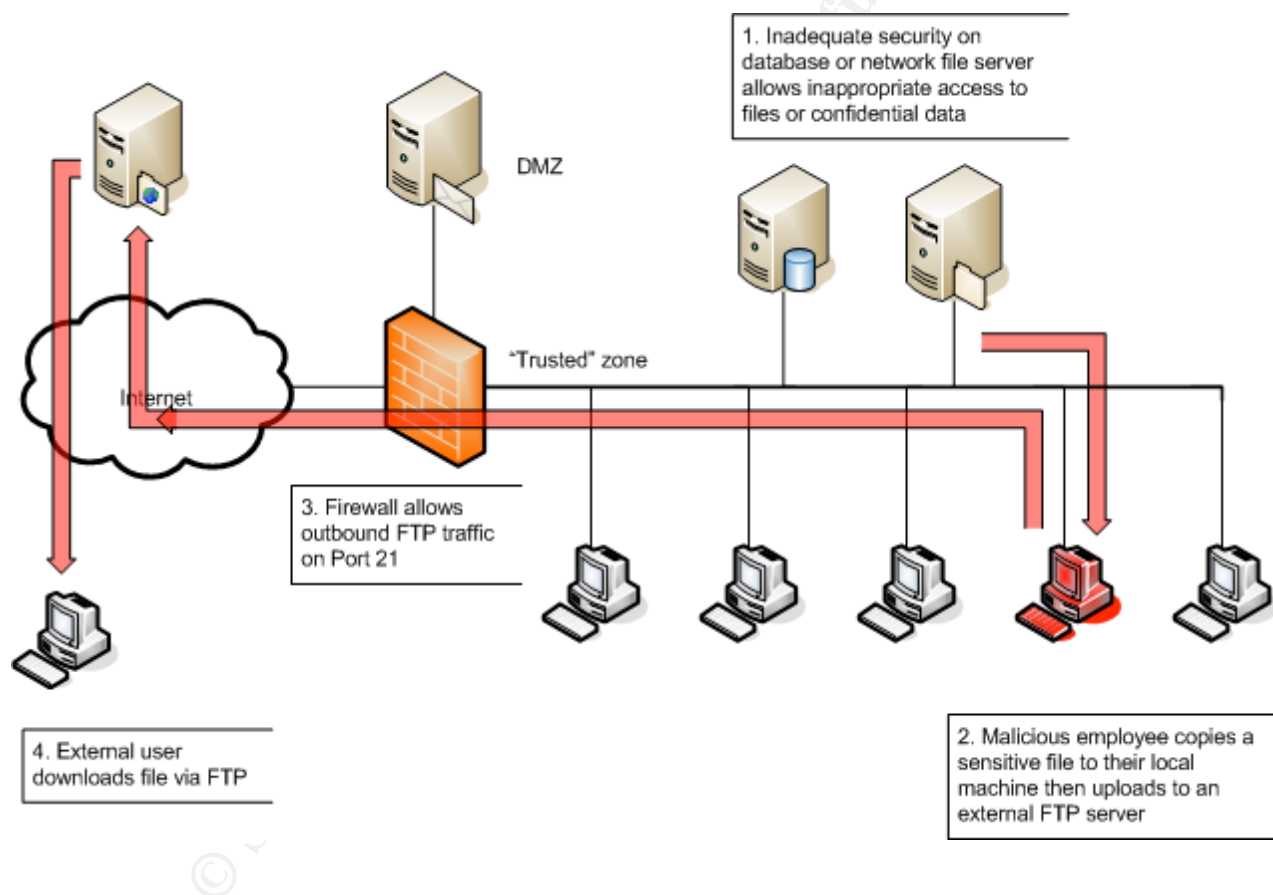 1. Inadequate security on
database or network file server
allows inappropriate access to
files or confidential data
DMZ
"Trusted" zone
Internet
3. Firewall allows
outbound FTP traffic
on Port 21
4. External user
downloads file via FTP
2. Malicious employee copies a
sensitive file to their local
machine then uploads to an
external FTP server
©